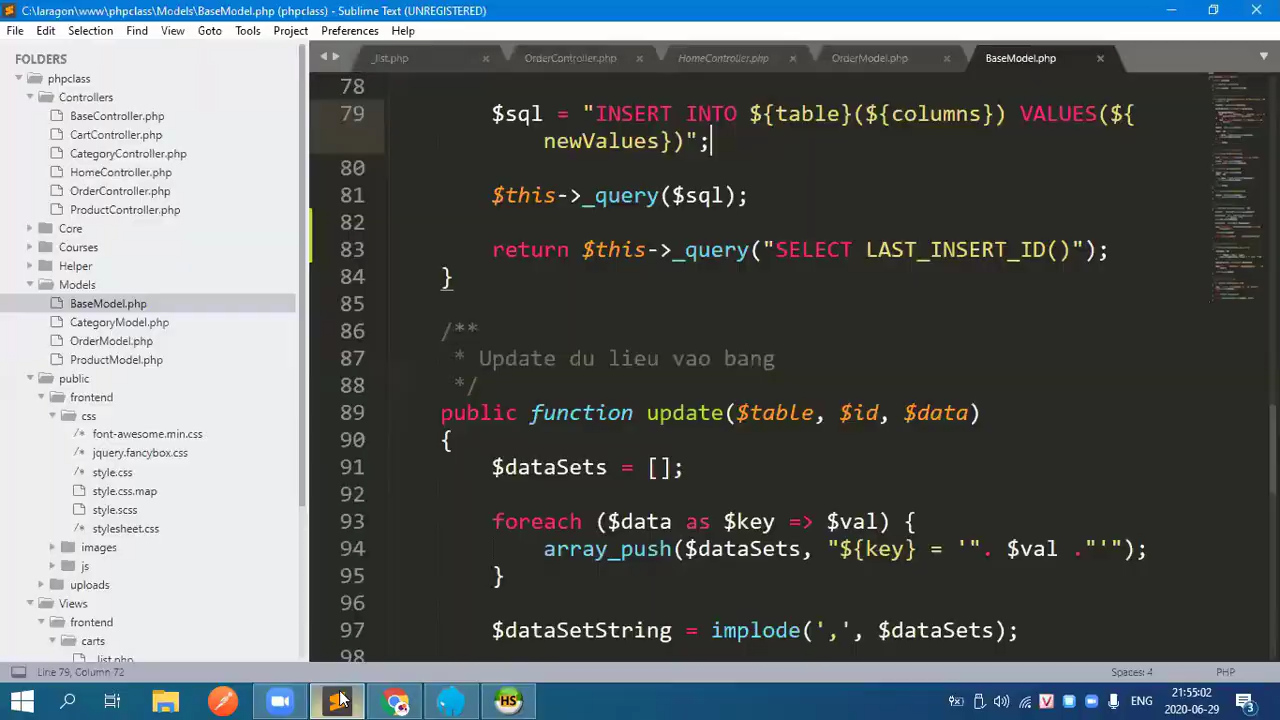 C:\laragon\www\phpclass\Models\BaseModel.php (phpclass) - Sublime Text (UNREGISTERED)
File Edit Selection Find View Goto Tools Project Preferences Help
FOLDERS
phpclass
Controllers
BaseController.php
CartController.php
CategoryController.php
HomeController.php
OrderController.php
ProductController.php
Core
Courses
Helper
Models
BaseModel.php
CategoryModel.php
OrderModel.php
ProductModel.php
public
frontend
css
/* font-awesome.min.css
/* jquery.fancybox.css
/* style.css
style.css.map
style.scss
/* stylesheet.css
images
js
uploads
Views
frontend
carts
_list.php
_list.php OrderController.php HomeController.php OrderModel.php BaseModel.php
78
79 $sql = "INSERT INTO ${table}(${columns}) VALUES(${
newValues})";
80
81 $this->_query($sql);
82
83 return $this->_query("SELECT LAST_INSERT_ID()");
84 }
85
86 /**
87 * Update du lieu vao bang
88 */
89 public function update($table, $id, $data)
90 {
91 $dataSets = [];
92
93 foreach ($data as $key => $val) {
94 array_push($dataSets, "${key} = '". $val ."'");
95 }
96
97 $dataSetString = implode(',', $dataSets);
98
Line 79, Column 72 Spaces: 4 PHP
HS
V
ENG
21:55:02
2020-06-29
3